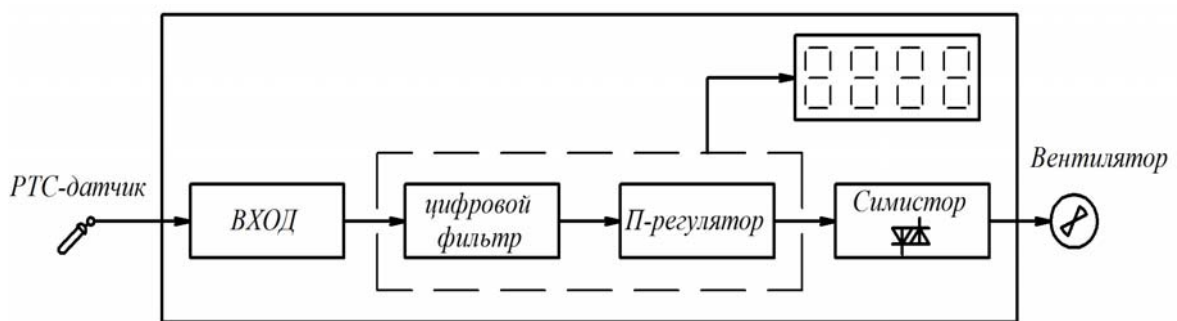 РТС-датчик
ВХОД
цифровой
фильтр
П-регулятор
Симистор
Вентилятор